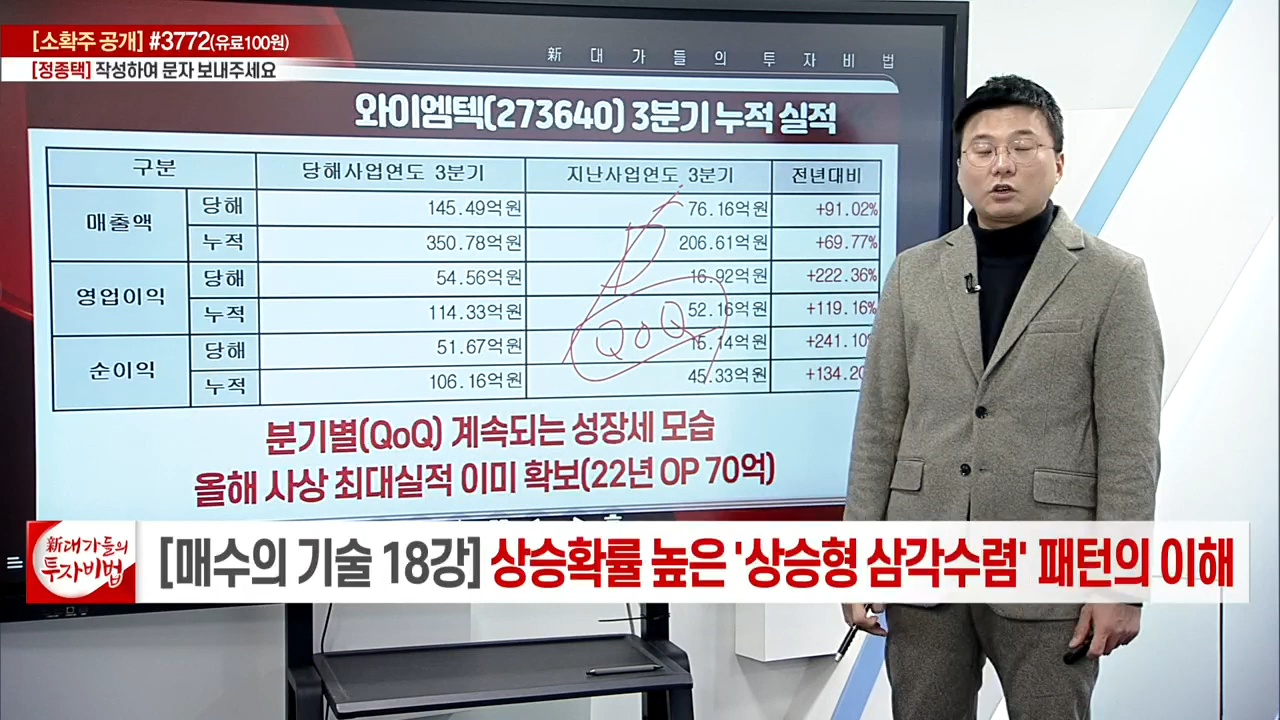 [소확주 공개] #3772(유료100원)
[정종택] 작성하여 문자 보내주세요
新 대가들의 투자비법
와이엠텍(273640) 3분기 누적 실적
구분 당해사업연도 3분기 지난사업연도 3분기 전년대비
매출액 당해 145.49억원 76.16억원 +91.02%
누적 350.78억원 206.61억원 +69.77%
영업이익 당해 54.56억원 16.92억원 +222.36%
누적 114.33억원 52.16억원 +119.16%
순이익 당해 51.67억원 15.14억원 +241.10%
누적 106.16억원 45.33억원 +134.20
QoQ
분기별(QoQ) 계속되는 성장세 모습
올해 사상 최대실적 이미 확보(22년 OP 70억)
新대가들의
투자비법
[매수의 기술 18강] 상승확률 높은 '상승형 삼각수렴' 패턴의 이해